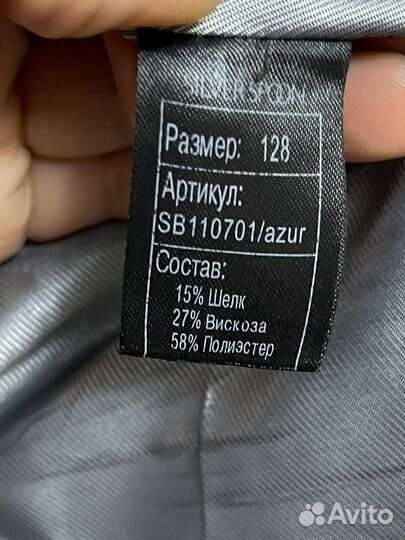 SILVER SPOON
Размер: 128
Артикул:
SB110701/azur
Состав:
15% Шелк
27% Вискоза
58% Полиэстер
Avito